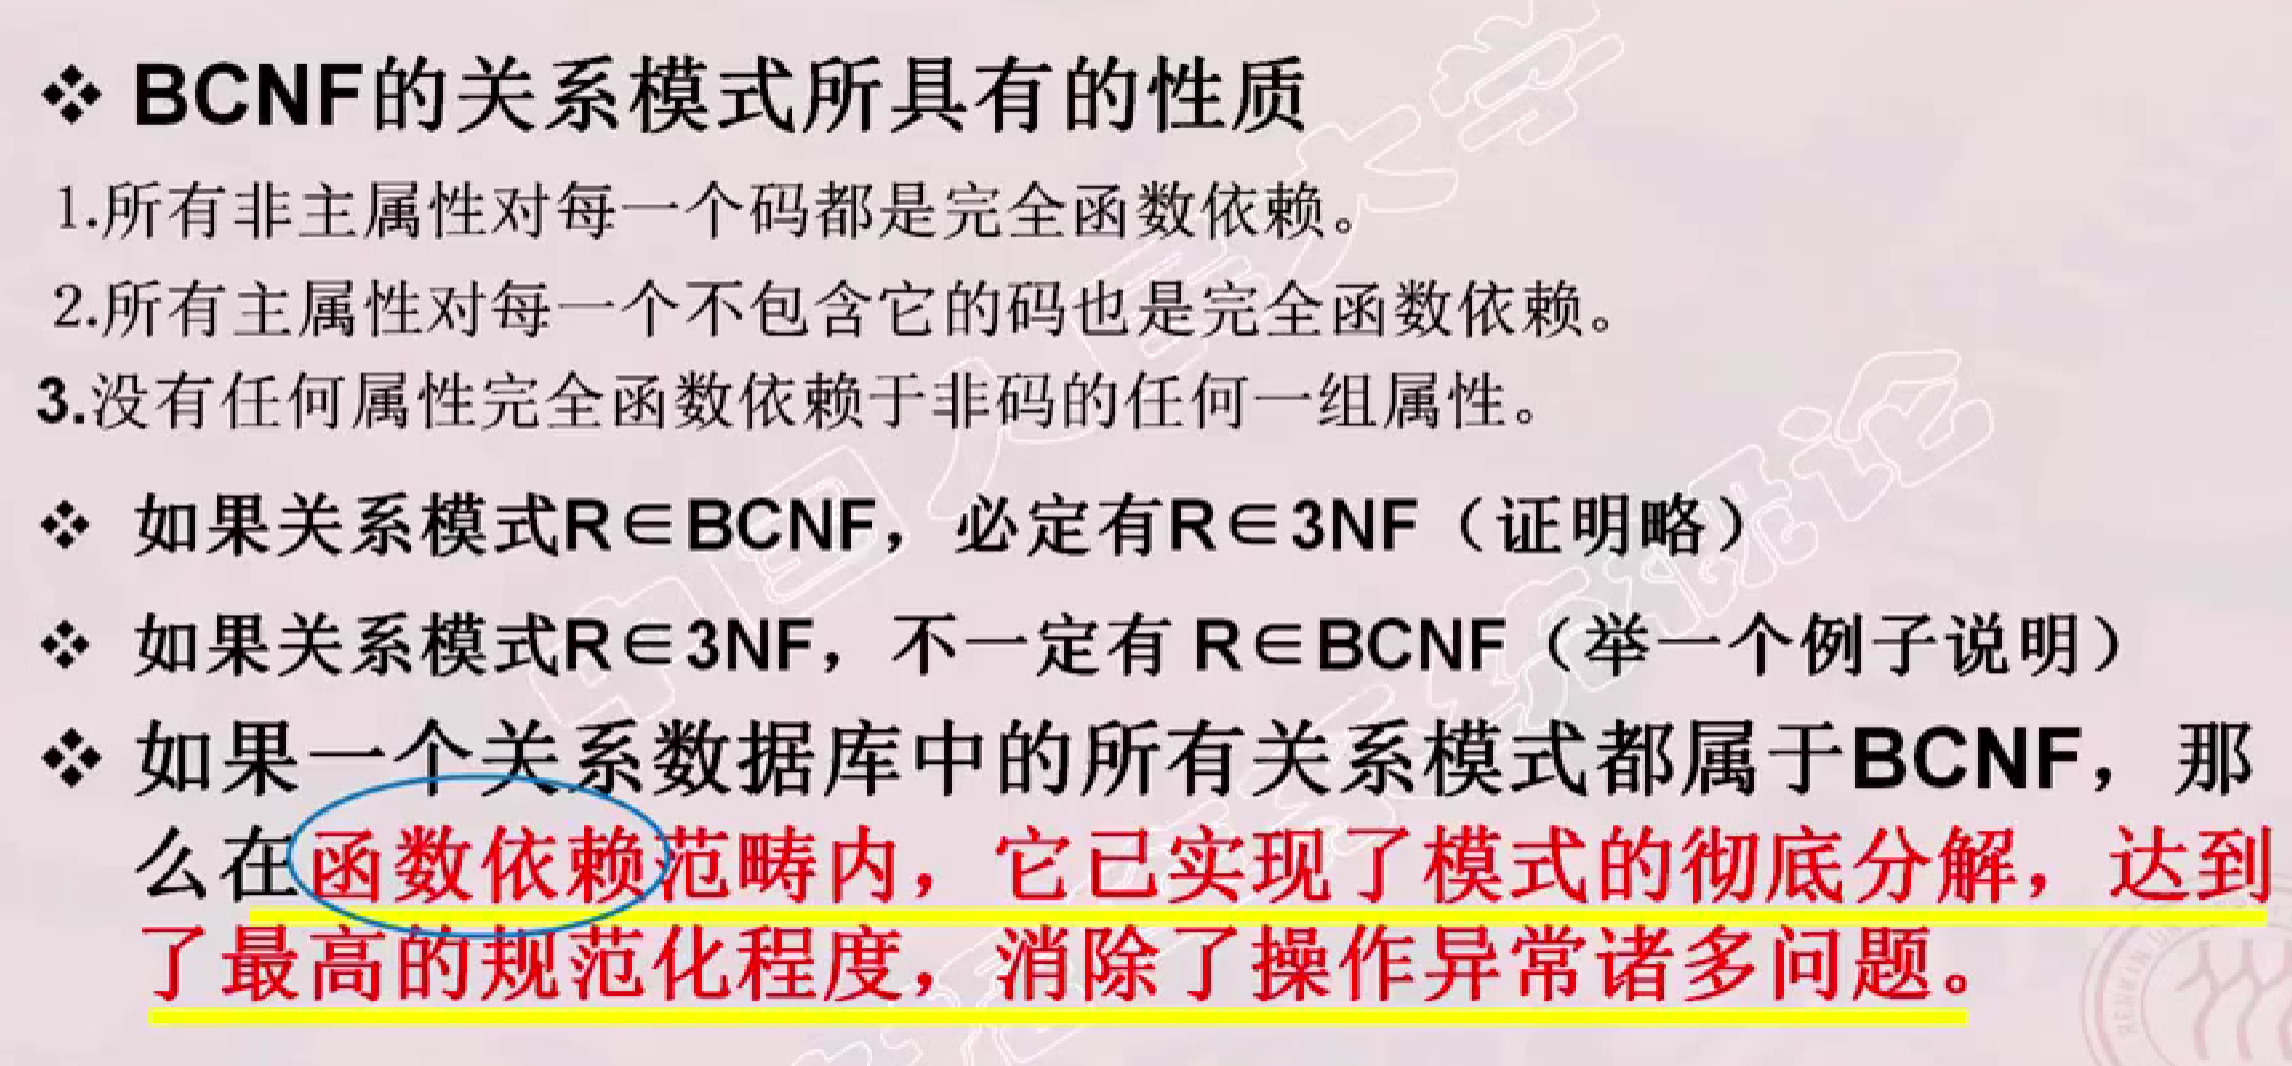 ❖ BCNF的关系模式所具有的性质
1.所有非主属性对每一个码都是完全函数依赖。
2.所有主属性对每一个不包含它的码也是完全函数依赖。
3.没有任何属性完全函数依赖于非码的任何一组属性。
❖ 如果关系模式R∈BCNF，必定有R∈3NF（证明略）
❖ 如果关系模式R∈3NF，不一定有 R∈BCNF（举一个例子说明）
❖ 如果一个关系数据库中的所有关系模式都属于BCNF，那
么在函数依赖范畴内，它已实现了模式的彻底分解，达到
了最高的规范化程度，消除了操作异常诸多问题。